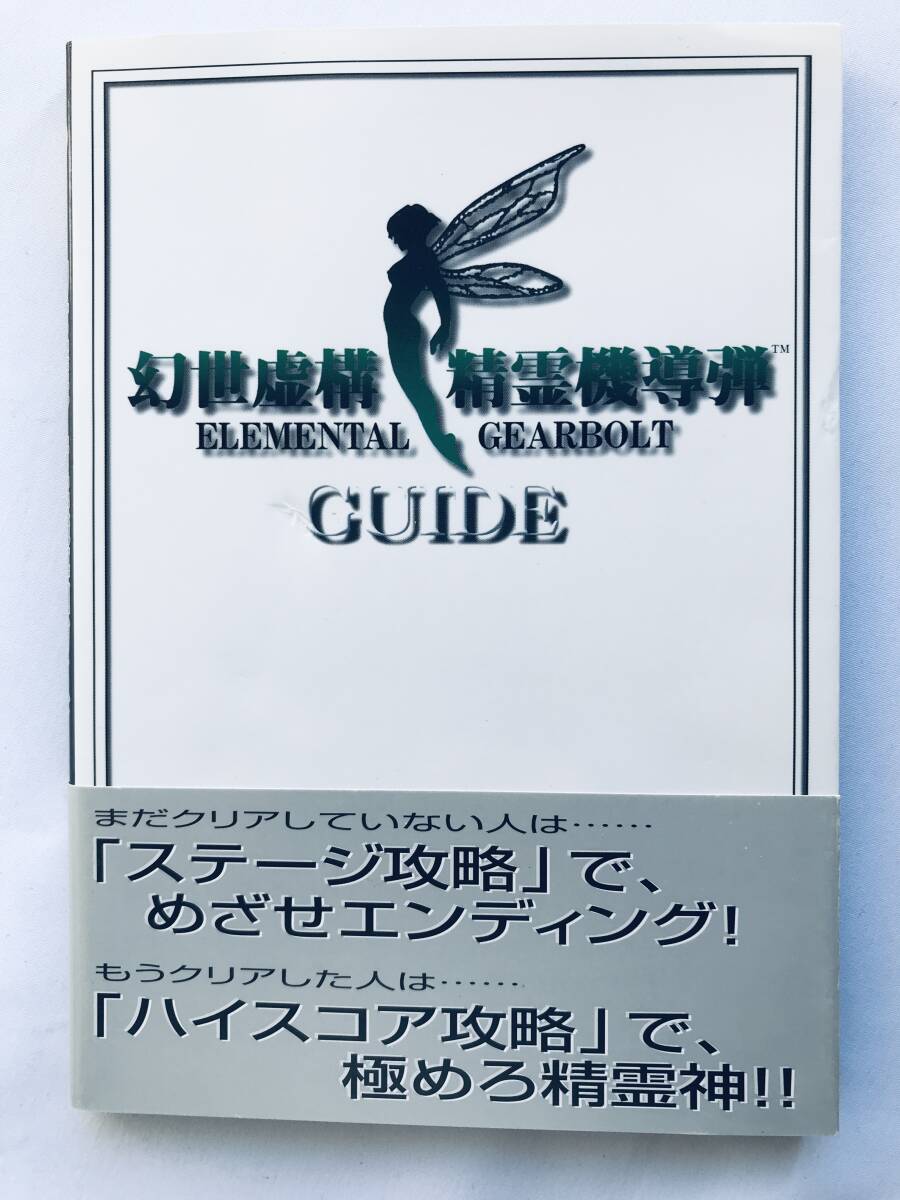 幻世虚構 精霊機導弾™
ELEMENTAL GEARBOLT
GUIDE
まだクリアしていない人は……
「ステージ攻略」で、
めざせエンディング!
もうクリアした人は……
「ハイスコア攻略」で、
極めろ精霊神!!